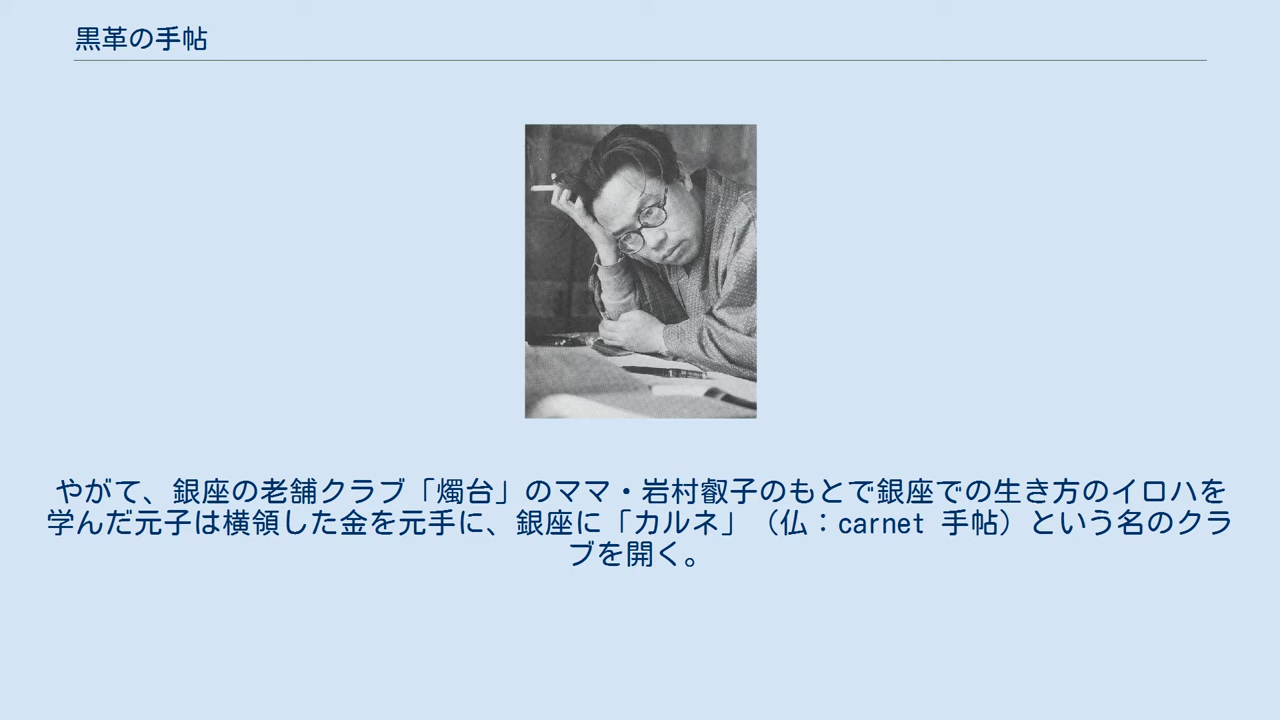 黒革の手帖
やがて、銀座の老舗クラブ「燭台」のママ・岩村叡子のもとで銀座での生き方のイロハを
学んだ元子は横領した金を元手に、銀座に「カルネ」（仏：carnet 手帖）という名のクラ
ブを開く。